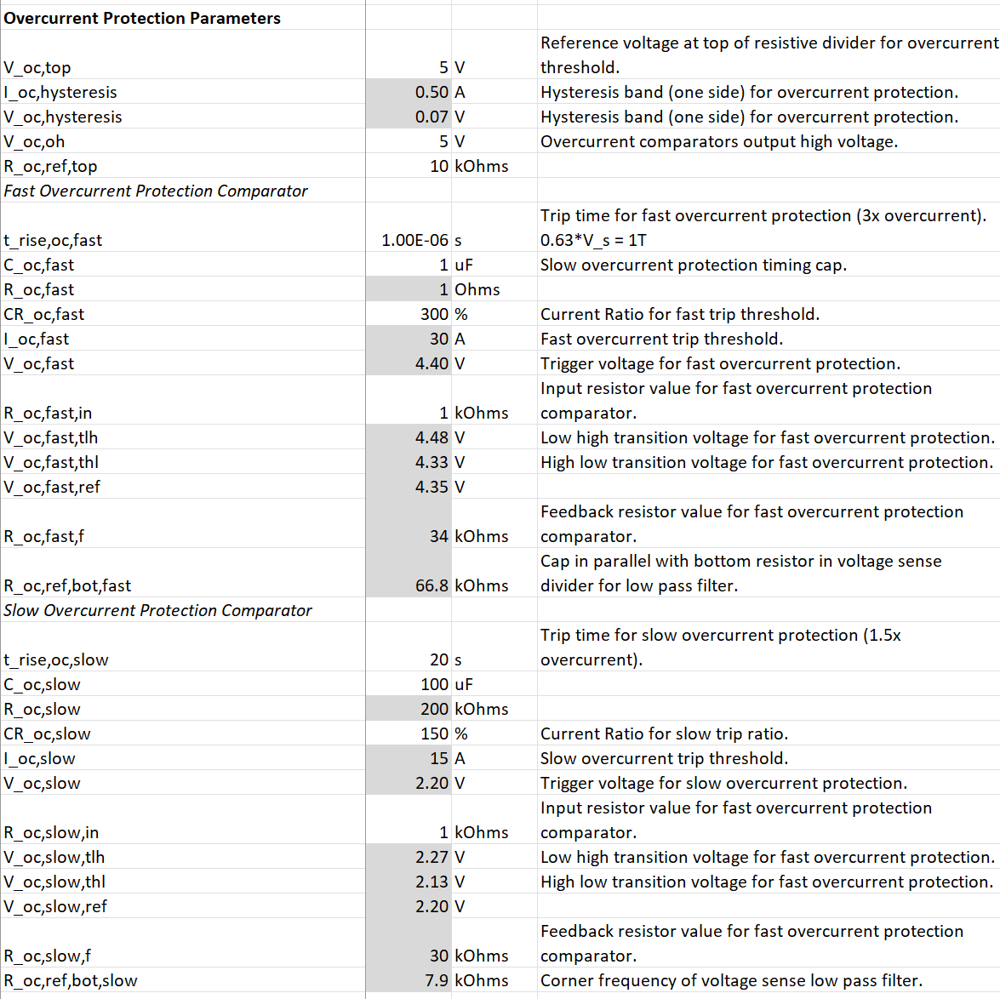 Overcurrent Protection Parameters
Reference voltage at top of resistive divider for overcurrent
V_oc,top 5 V threshold.
I_oc,hysteresis 0.50 A Hysteresis band (one side) for overcurrent protection.
V_oc,hysteresis 0.07 V Hysteresis band (one side) for overcurrent protection.
V_oc,oh 5 V Overcurrent comparators output high voltage.
R_oc,ref,top 10 kOhms
Fast Overcurrent Protection Comparator
Trip time for fast overcurrent protection (3x overcurrent).
t_rise,oc,fast 1.00E-06 s 0.63*V_s = 1T
C_oc,fast 1 uF Slow overcurrent protection timing cap.
R_oc,fast 1 Ohms
CR_oc,fast 300 % Current Ratio for fast trip threshold.
I_oc,fast 30 A Fast overcurrent trip threshold.
V_oc,fast 4.40 V Trigger voltage for fast overcurrent protection.
Input resistor value for fast overcurrent protection
R_oc,fast,in 1 kOhms comparator.
V_oc,fast,tlh 4.48 V Low high transition voltage for fast overcurrent protection.
V_oc,fast,thl 4.33 V High low transition voltage for fast overcurrent protection.
V_oc,fast,ref 4.35 V
Feedback resistor value for fast overcurrent protection
R_oc,fast,f 34 kOhms comparator.
Cap in parallel with bottom resistor in voltage sense
R_oc,ref,bot,fast 66.8 kOhms divider for low pass filter.
Slow Overcurrent Protection Comparator
Trip time for slow overcurrent protection (1.5x
t_rise,oc,slow 20 s overcurrent).
C_oc,slow 100 uF
R_oc,slow 200 kOhms
CR_oc,slow 150 % Current Ratio for slow trip ratio.
I_oc,slow 15 A Slow overcurrent trip threshold.
V_oc,slow 2.20 V Trigger voltage for slow overcurrent protection.
Input resistor value for fast overcurrent protection
R_oc,slow,in 1 kOhms comparator.
V_oc,slow,tlh 2.27 V Low high transition voltage for fast overcurrent protection.
V_oc,slow,thl 2.13 V High low transition voltage for fast overcurrent protection.
V_oc,slow,ref 2.20 V
Feedback resistor value for fast overcurrent protection
R_oc,slow,f 30 kOhms comparator.
R_oc,ref,bot,slow 7.9 kOhms Corner frequency of voltage sense low pass filter.